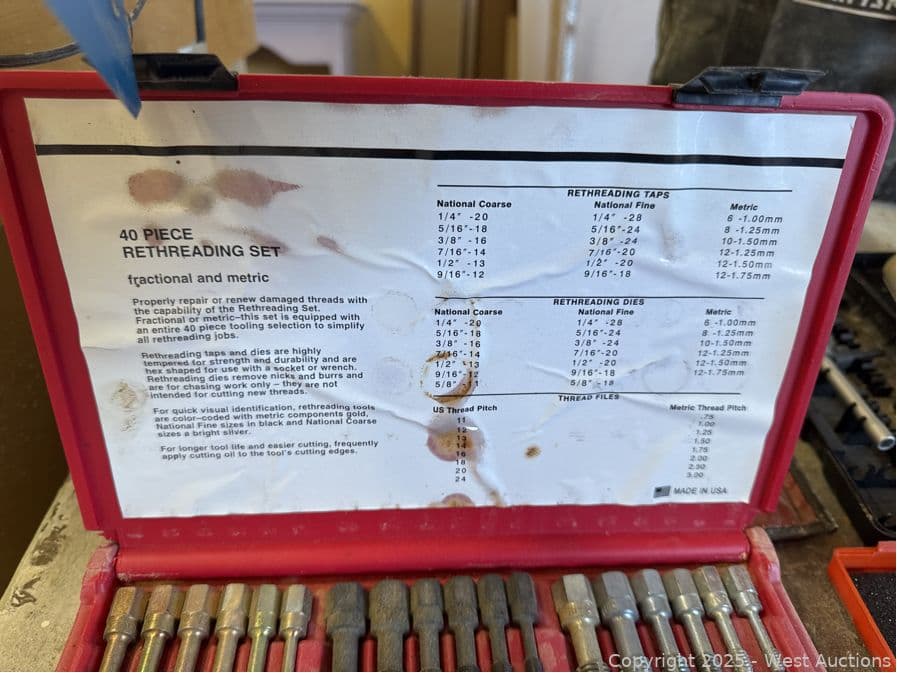 40 PIECE
RETHREADING SET
fractional and metric
Properly repair or renew damaged threads with
the capability of the Rethreading Set.
Fractional or metric–this set is equipped with
an entire 40 piece tooling selection to simplify
all rethreading jobs.
Rethreading taps and dies are highly
tempered for strength and durability and are
hex shaped for use with a socket or wrench.
Rethreading dies remove nicks and burrs and
are for chasing work only – they are not
intended for cutting new threads.
For quick visual identification, rethreading tools
are color-coded with metric components gold,
National Fine sizes in black and National Coarse
sizes a bright silver.
For longer tool life and easier cutting, frequently
apply cutting oil to the tool's cutting edges.
RETHREADING TAPS
National Coarse National Fine Metric
1/4" -20 1/4" -28 6 -1.00mm
5/16"-18 5/16"-24 8 -1.25mm
3/8" -16 3/8" -24 10-1.50mm
7/16"-14 7/16"-20 12-1.25mm
1/2" -13 1/2" -20 12-1.50mm
9/16"-12 9/16"-18 12-1.75mm
RETHREADING DIES
National Coarse National Fine Metric
1/4" -20 1/4" -28 6 -1.00mm
5/16"-18 5/16"-24 8 -1.25mm
3/8" -16 3/8" -24 10-1.50mm
7/16"-14 7/16"-20 12-1.25mm
1/2" -13 1/2" -20 12-1.50mm
9/16"-12 9/16"-18 12-1.75mm
5/8" -11 5/8" -18
THREAD FILES
US Thread Pitch Metric Thread Pitch
11 .75
12 1.00
13 1.25
14 1.50
16 1.75
18 2.00
20 2.50
24 3.00
MADE IN USA
Copyright 2025 - West Auctions